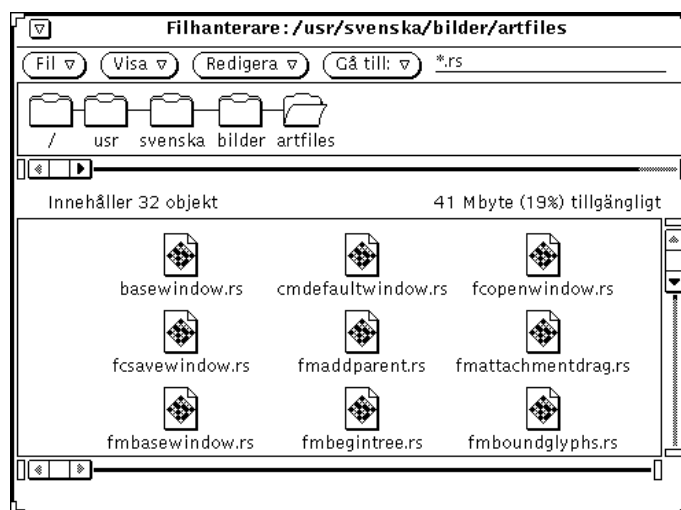 Filhanterare:/usr/svenska/bilder/artfiles
Fil Visa Redigera Gå till: *.rs
/ usr svenska bilder artfiles
Innehåller 32 objekt 41 Mbyte (19%) tillgängligt
basewindow.rs cmdefaultwindow.rs fcopenwindow.rs
fcsavewindow.rs fmaddparent.rs fmattachmentdrag.rs
fmbasewindow.rs fmbegintree.rs fmboundglyphs.rs